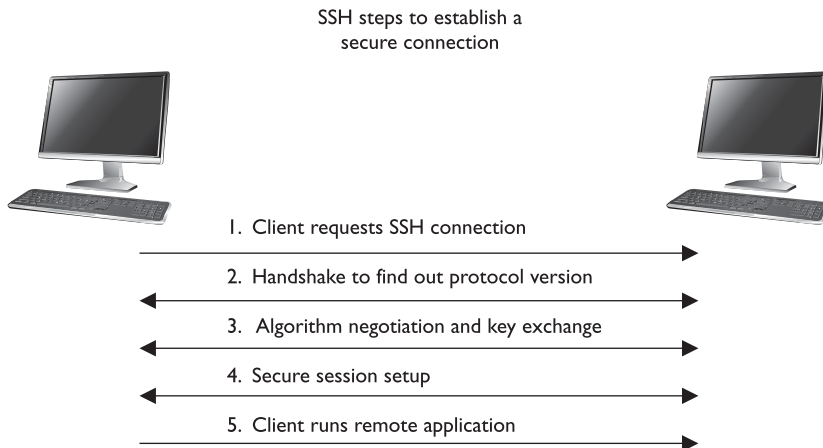 SSH steps to establish a
secure connection
1. Client requests SSH connection
2. Handshake to find out protocol version
3. Algorithm negotiation and key exchange
4. Secure session setup
5. Client runs remote application